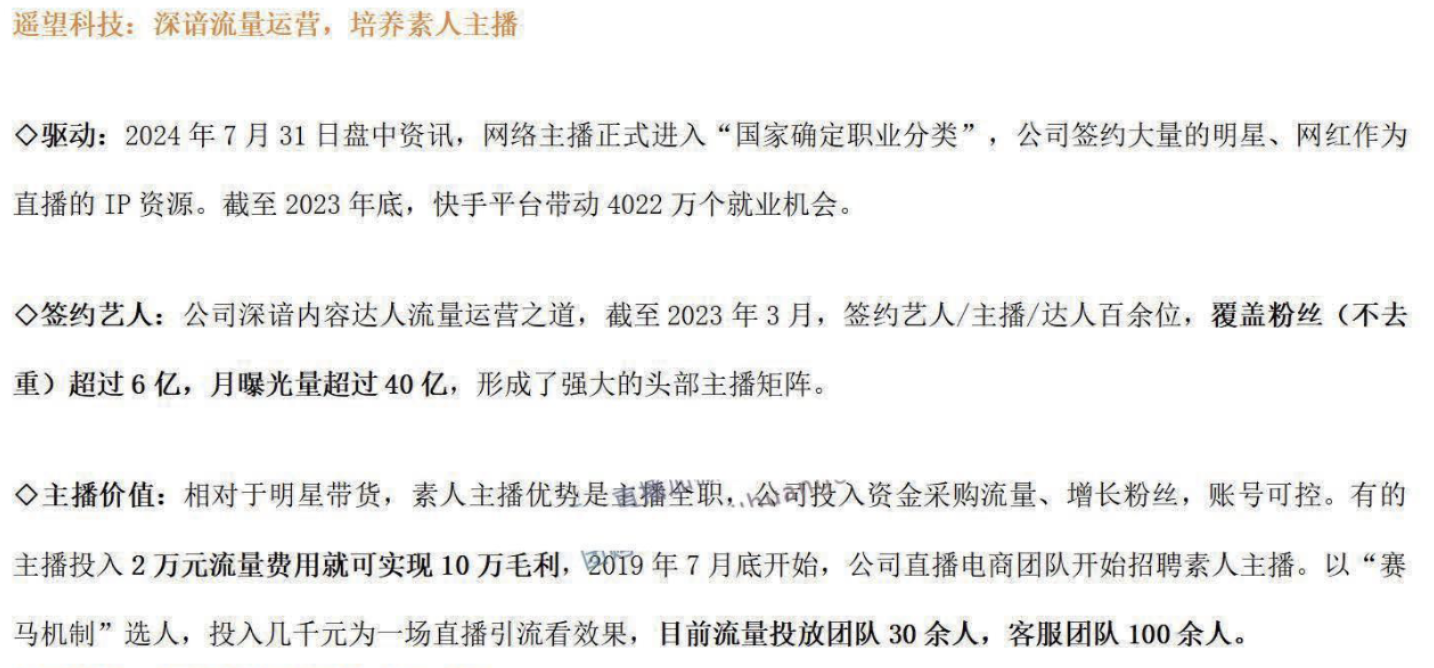 遥望科技：深谙流量运营，培养素人主播
◇驱动：2024 年 7 月 31 日盘中资讯，网络主播正式进入“国家确定职业分类”，公司签约大量的明星、网红作为
直播的 IP 资源。截至 2023 年底，快手平台带动 4022 万个就业机会。
◇签约艺人：公司深谙内容达人流量运营之道，截至 2023 年 3 月，签约艺人/主播/达人百余位，覆盖粉丝（不去
重）超过 6 亿，月曝光量超过 40 亿，形成了强大的头部主播矩阵。
◇主播价值：相对于明星带货，素人主播优势是主播全职，公司投入资金采购流量、增长粉丝，账号可控。有的
主播投入 2 万元流量费用就可实现 10 万毛利，2019 年 7 月底开始，公司直播电商团队开始招聘素人主播。以“赛
马机制”选人，投入几千元为一场直播引流看效果，目前流量投放团队 30 余人，客服团队 100 余人。